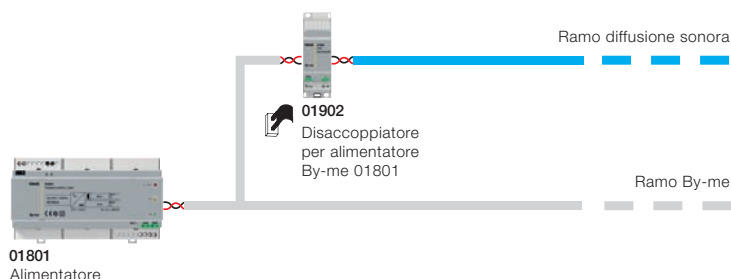 Ramo diffusione sonora
01902
Disaccoppiatore
per alimentatore
By-me 01801
Ramo By-me
01801
Alimentatore